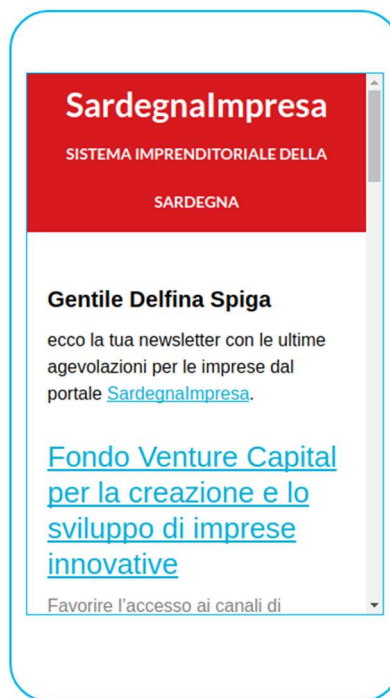 SardegnaImpresa
SISTEMA IMPRENDITORIALE DELLA
SARDEGNA
Gentile Delfina Spiga
ecco la tua newsletter con le ultime
agevolazioni per le imprese dal
portale SardegnaImpresa.
Fondo Venture Capital
per la creazione e lo
sviluppo di imprese
innovative
Favorire l'accesso ai canali di